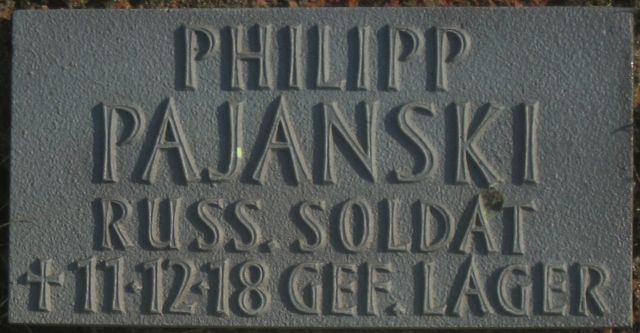 PHILIPP
PAJANSKI
RUSS. SOLDAT
✝ 11·12·18 GEF. LAGER